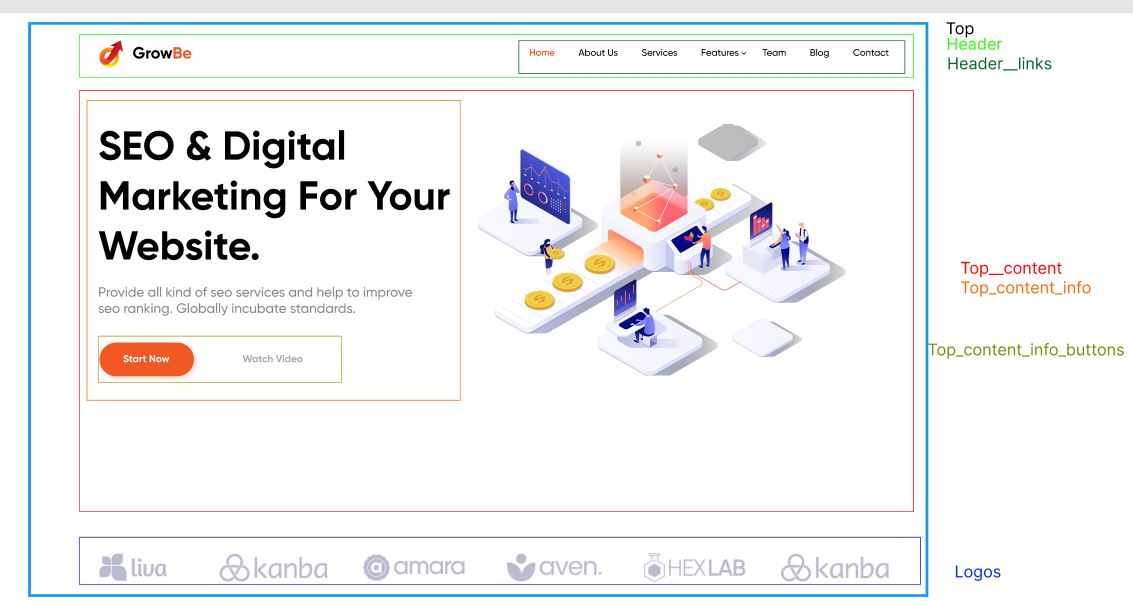 GrowBe
Home About Us Services Features Team Blog Contact
Top
Header
Header__links
SEO & Digital
Marketing For Your
Website.
Provide all kind of seo services and help to improve
seo ranking. Globally incubate standards.
Start Now Watch Video
Top__content
Top_content_info
Top_content_info_buttons
liva kanba amara aven. HEXLAB kanba
Logos